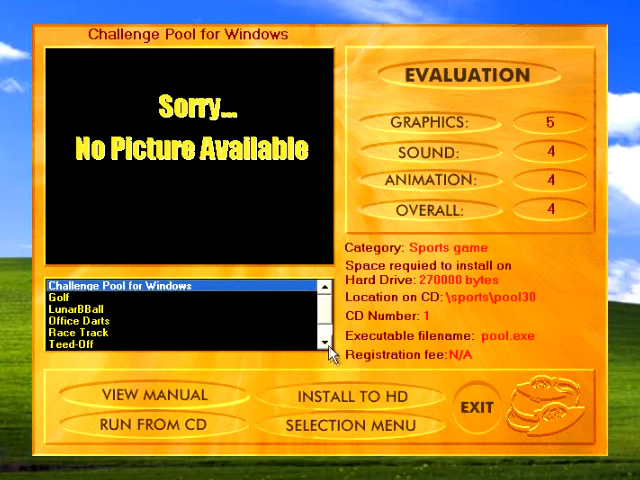 Challenge Pool for Windows
Sorry...
No Picture Available
EVALUATION
GRAPHICS: 5
SOUND: 4
ANIMATION: 4
OVERALL: 4
Category: Sports game
Space requied to install on
Hard Drive: 270000 bytes
Location on CD: \sports\pool30
CD Number: 1
Executable filename: pool.exe
Registration fee: N/A
Challenge Pool for Windows
Golf
LunarBBall
Office Darts
Race Track
Teed-Off
VIEW MANUAL
INSTALL TO HD
RUN FROM CD
SELECTION MENU
EXIT